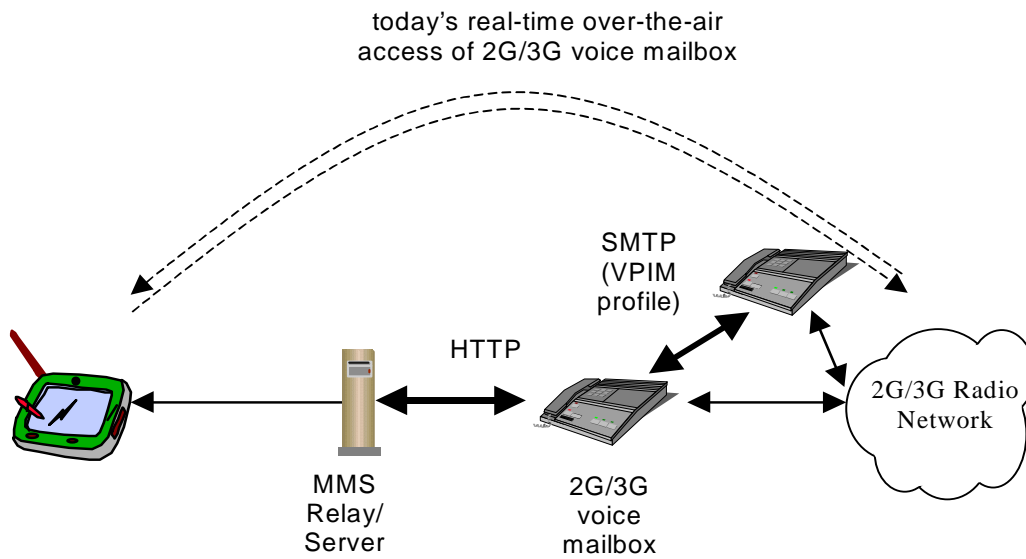 today's real-time over-the-air
access of 2G/3G voice mailbox
SMTP
(VPIM
profile)
HTTP
2G/3G Radio
Network
MMS
Relay/
Server
2G/3G
voice
mailbox